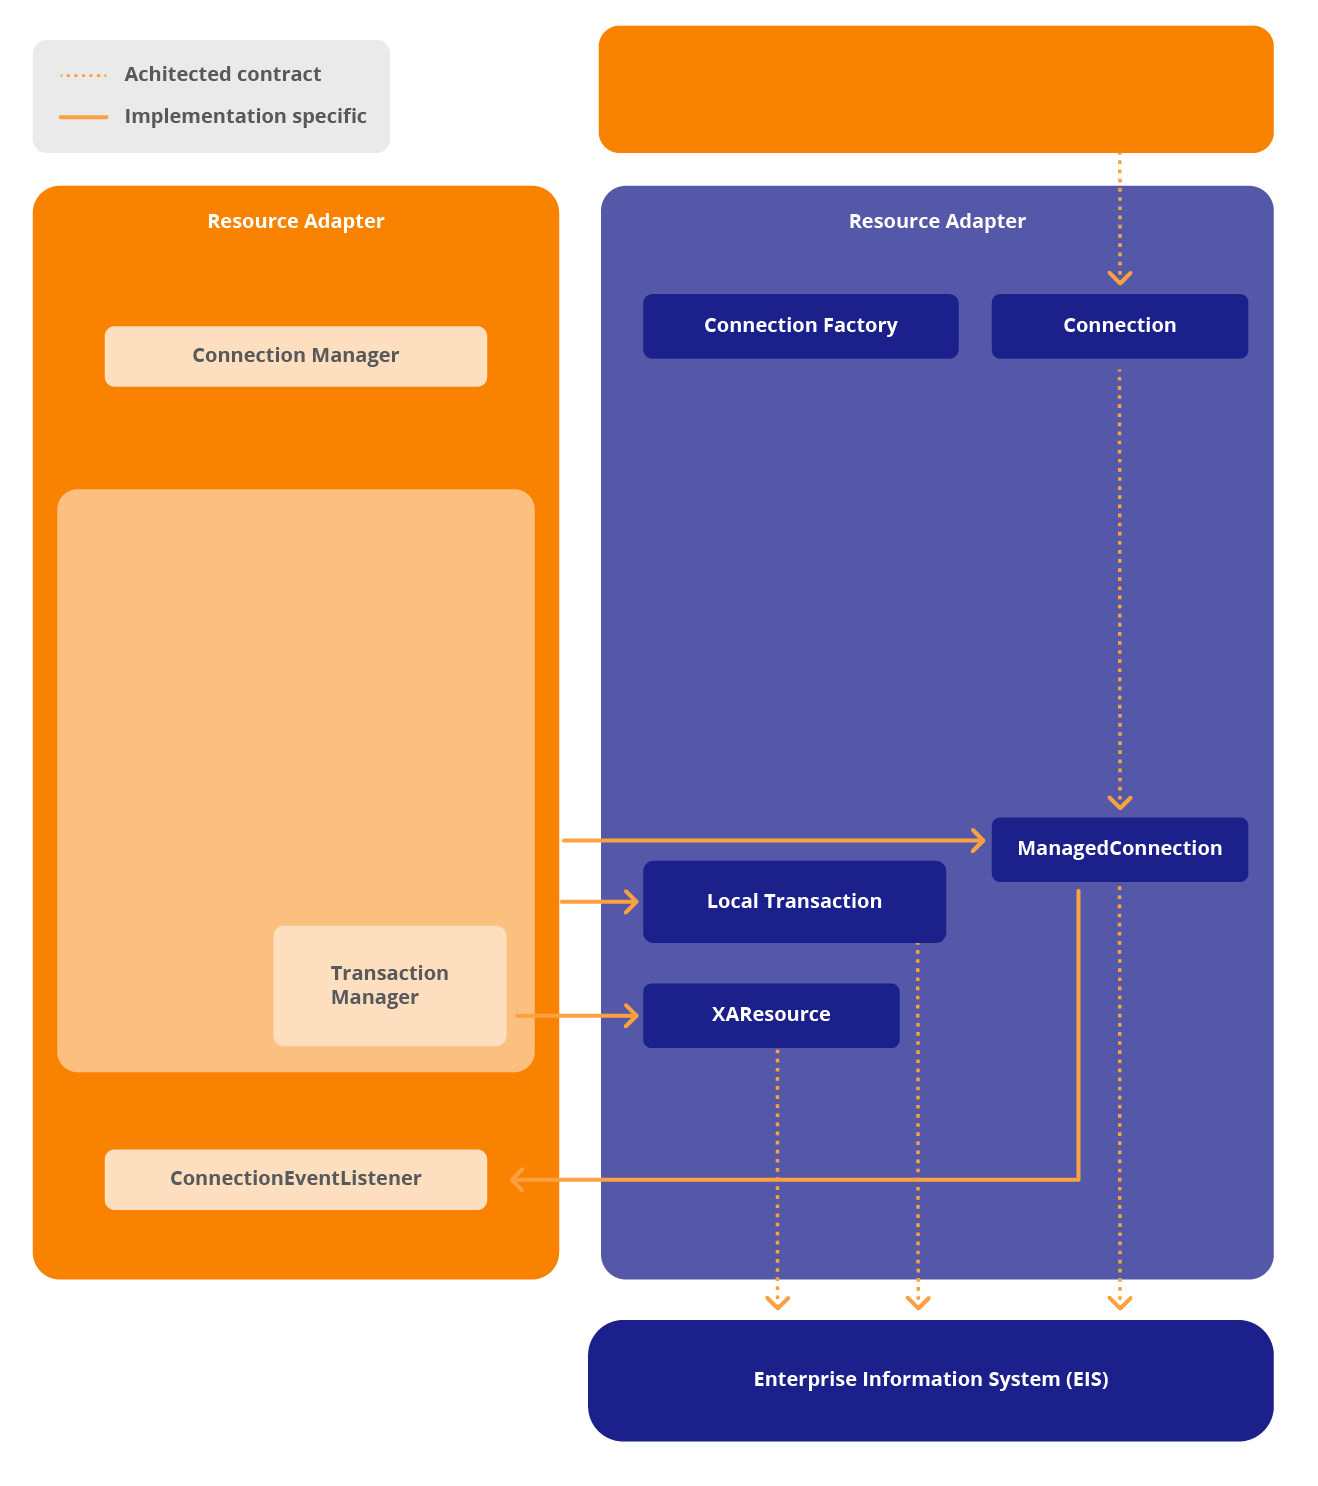 Achitected contract
Implementation specific
Resource Adapter
Connection Manager
Transaction
Manager
ConnectionEventListener
Resource Adapter
Connection Factory
Connection
ManagedConnection
Local Transaction
XAResource
Enterprise Information System (EIS)